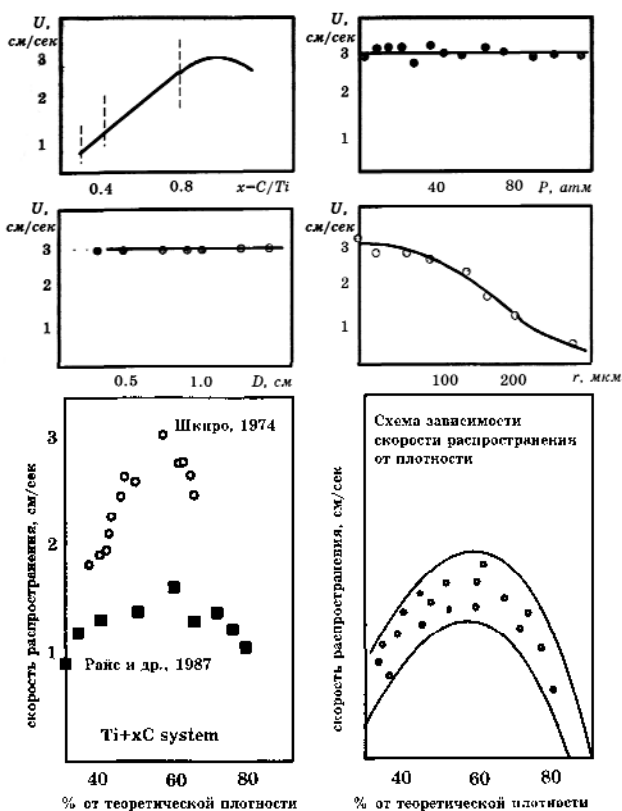 U,
см/сек
3
2
1
0.4 0.8 x-C/Ti
U,
см/сек
3
2
1
40 80 P, атм
U,
см/сек
3
2
1
0.5 1.0 D, см
U,
см/сек
3
2
1
100 200 r, мкм
скорость распространения, см/сек
3
2
1
Шкиро, 1974
Райс и др., 1987
Ti+xC system
40 60 80
% от теоретической плотности
скорость распространения, см/сек
Схема зависимости
скорости распространения
от плотности
40 60 80
% от теоретической плотности